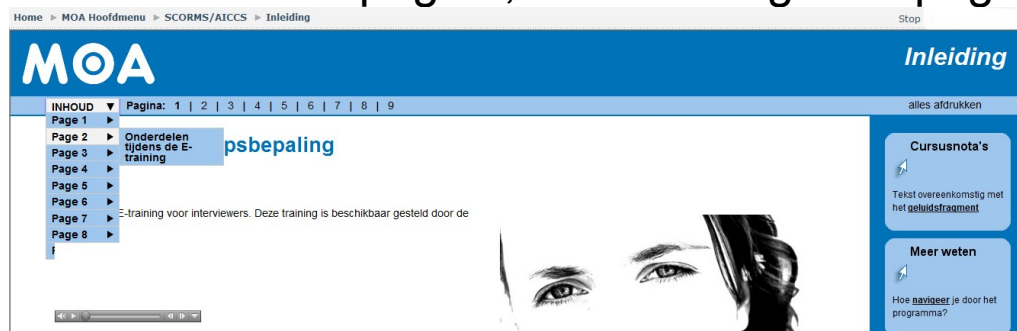 Home ▶ MOA Hoofdmenu ▶ SCORMS/AICCS ▶ Inleiding
Stop
MOA
Inleiding
INHOUD ▼ Pagina: 1 | 2 | 3 | 4 | 5 | 6 | 7 | 8 | 9
alles afdrukken
Page 1 ▶
Page 2 ▶
Page 3 ▶
Page 4 ▶
Page 5 ▶
Page 6 ▶
Page 7 ▶
Page 8 ▶
Onderdelen
tijdens de E-
training
psbepaling
E-training voor interviewers. Deze training is beschikbaar gesteld door de
Cursusnota's
Tekst overeenkomstig met
het geluidsfragment
Meer weten
Hoe navigeer je door het
programma?